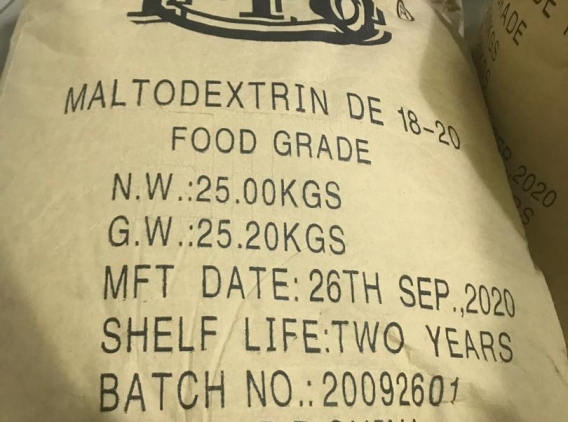 MALTODEXTRIN DE 18-20
FOOD GRADE
N.W.:25.00KGS
G.W.:25.20KGS
MFT DATE: 26TH SEP.,2020
SHELF LIFE:TWO YEARS
BATCH NO.: 20092601